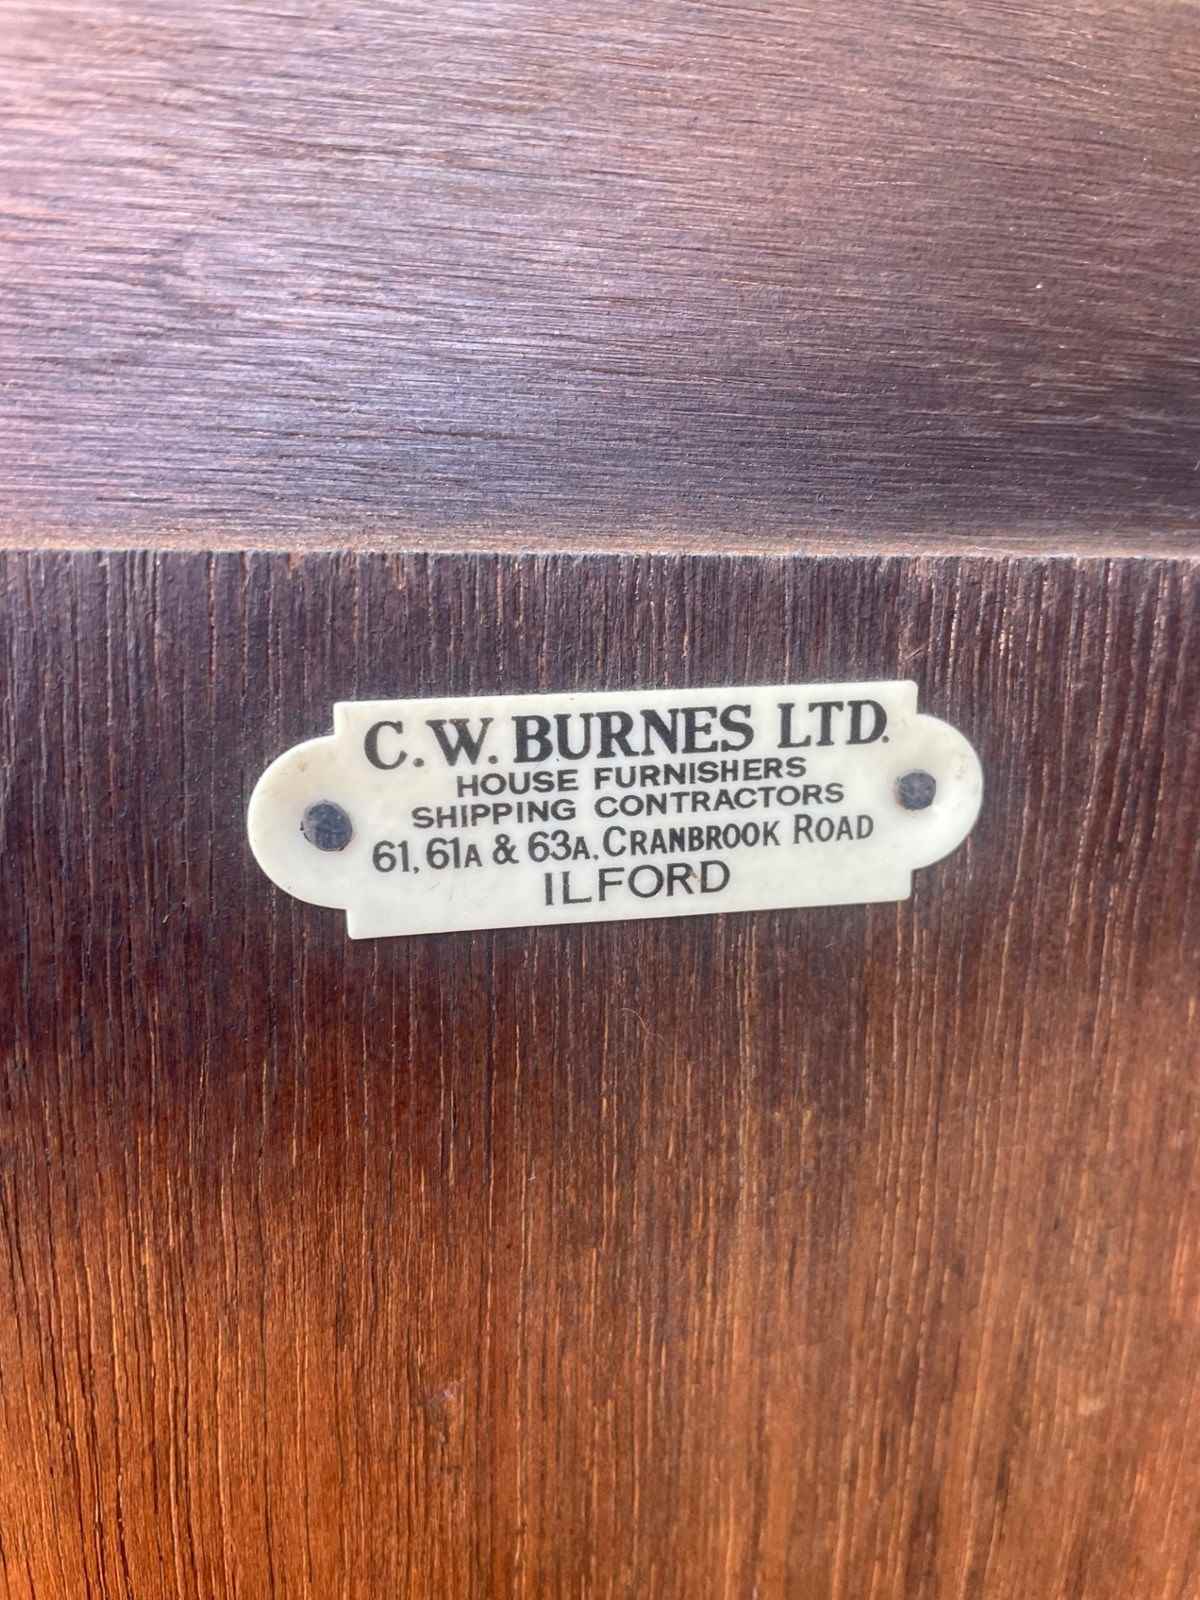 C. W. BURNES LTD.
HOUSE FURNISHERS
SHIPPING CONTRACTORS
61, 61A & 63A, CRANBROOK ROAD
ILFORD